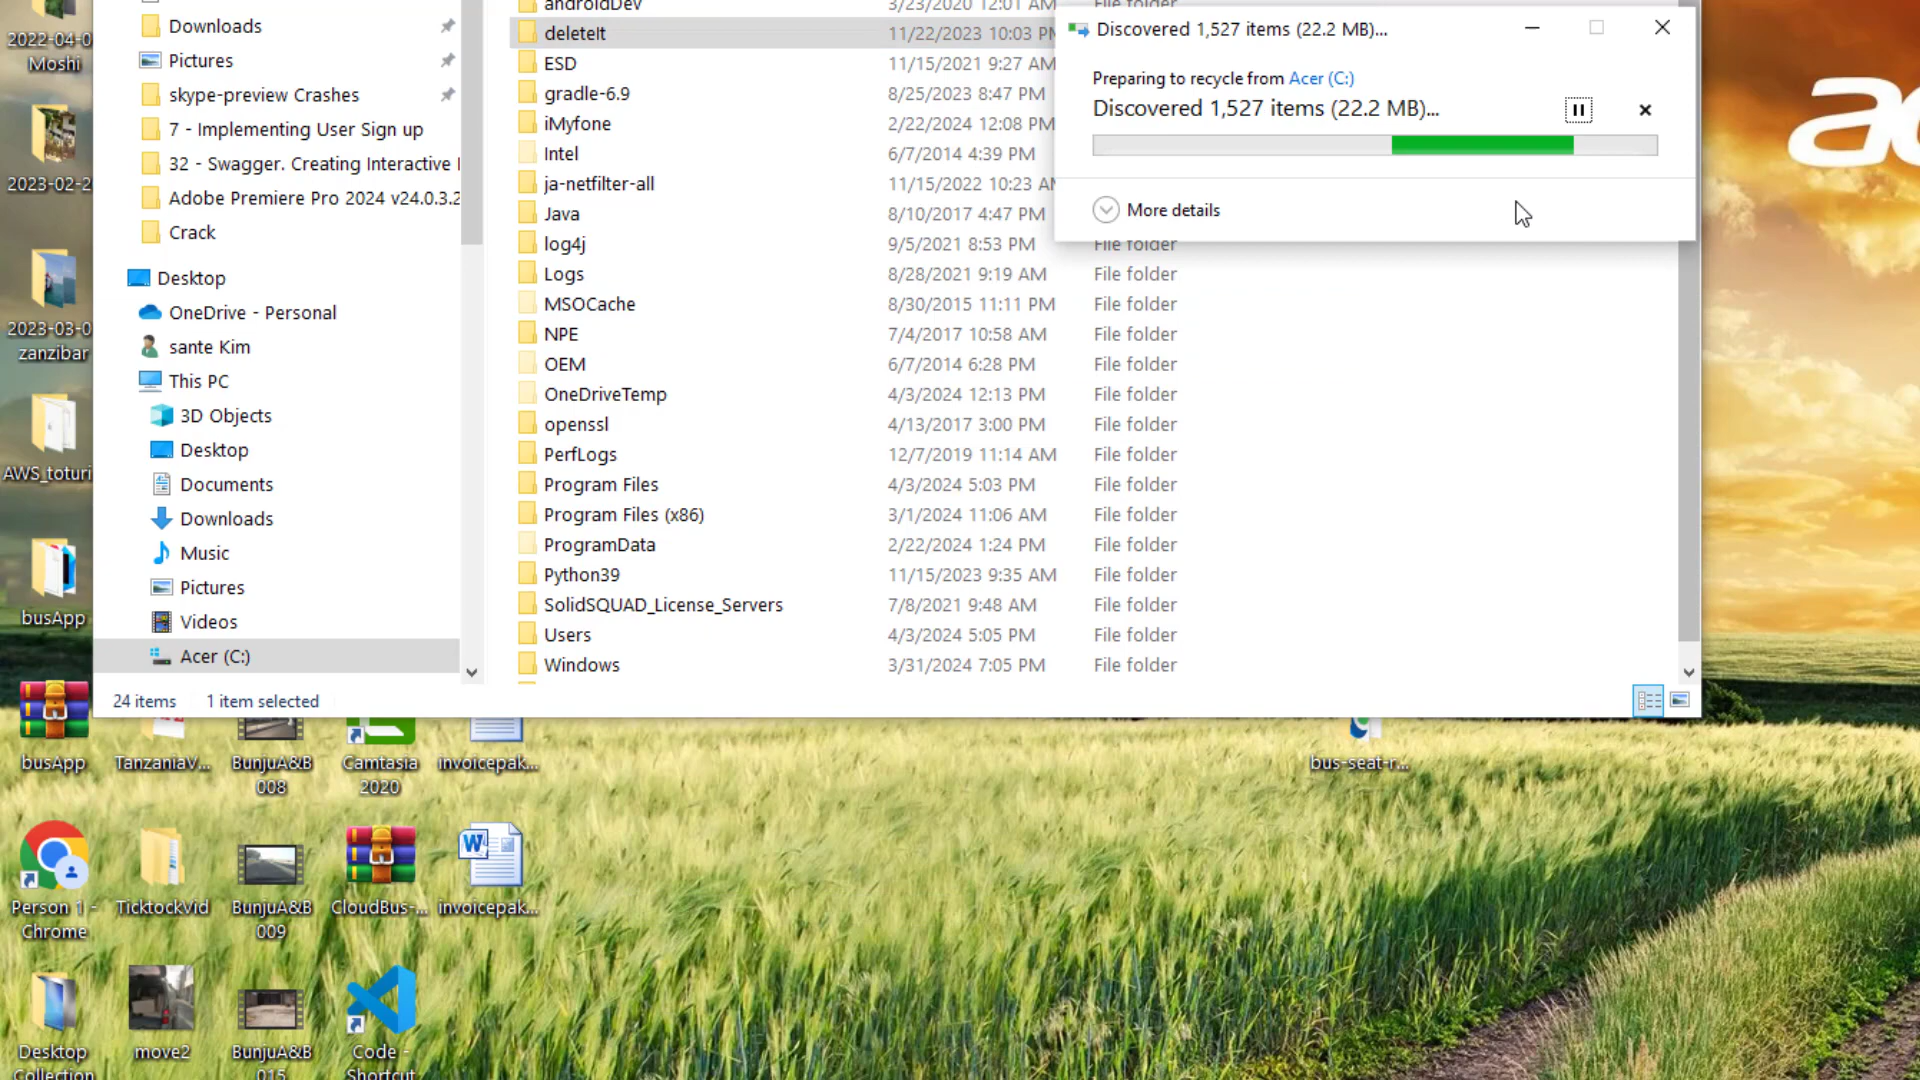 2022-04-0
Moshi
2023-02-2
2023-03-0
zanzibar
AWS_toturi
busApp
busApp
Person 1 -
Chrome
Desktop
Collection
TanzaniaV...
TicktockVid
move2
BunjuA&B
008
BunjuA&B
009
BunjuA&B
015
Camtasia
2020
CloudBus-...
Code -
Shortcut
invoicepak...
invoicepak...
bus-seat-r...
Downloads
Pictures
skype-preview Crashes
7 - Implementing User Sign up
32 - Swagger. Creating Interactive
Adobe Premiere Pro 2024 v24.0.3.2
Crack
Desktop
OneDrive - Personal
sante Kim
This PC
3D Objects
Desktop
Documents
Downloads
Music
Pictures
Videos
Acer (C:)
androidDev 3/23/2020 12:01 AM
deleteIt 11/22/2023 10:03 PM
ESD 11/15/2021 9:27 AM
gradle-6.9 8/25/2023 8:47 PM
iMyfone 2/22/2024 12:08 PM
Intel 6/7/2014 4:39 PM
ja-netfilter-all 11/15/2022 10:23 AM
Java 8/10/2017 4:47 PM
log4j 9/5/2021 8:53 PM File folder
Logs 8/28/2021 9:19 AM File folder
MSOCache 8/30/2015 11:11 PM File folder
NPE 7/4/2017 10:58 AM File folder
OEM 6/7/2014 6:28 PM File folder
OneDriveTemp 4/3/2024 12:13 PM File folder
openssl 4/13/2017 3:00 PM File folder
PerfLogs 12/7/2019 11:14 AM File folder
Program Files 4/3/2024 5:03 PM File folder
Program Files (x86) 3/1/2024 11:06 AM File folder
ProgramData 2/22/2024 1:24 PM File folder
Python39 11/15/2023 9:35 AM File folder
SolidSQUAD_License_Servers 7/8/2021 9:48 AM File folder
Users 4/3/2024 5:05 PM File folder
Windows 3/31/2024 7:05 PM File folder
24 items 1 item selected
Discovered 1,527 items (22.2 MB)...
Preparing to recycle from Acer (C:)
Discovered 1,527 items (22.2 MB)...
More details